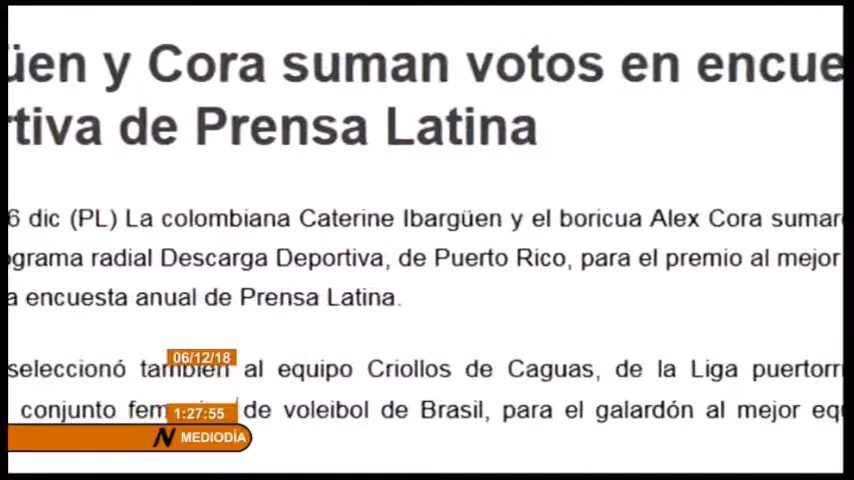 üen y Cora suman votos en encue
rtiva de Prensa Latina
6 dic (PL) La colombiana Caterine Ibargüen y el boricua Alex Cora sumar
ograma radial Descarga Deportiva, de Puerto Rico, para el premio al mejor
a encuesta anual de Prensa Latina.
seleccionó también al equipo Criollos de Caguas, de la Liga puertorr
conjunto de voleibol de Brasil, para el galardón al mejor equ
06/12/18
1:27:55
N MEDIODÍA